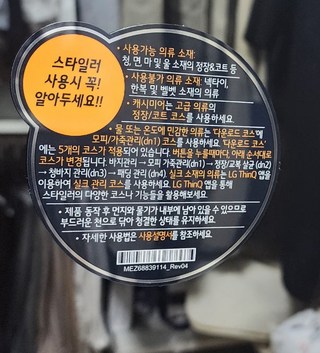 스타일러
사용시 꼭!
알아두세요!!
• 사용가능 의류 소재:
청, 면, 마 및 울 소재의 정장&코트 등
• 사용불가 의류 소재: 넥타이,
한복 및 벨벳 소재의 의류
• 캐시미어는 고급 의류의
정장/코트 코스를 사용하세요.
• 물 또는 온도에 민감한 의류는 '다운로드 코스'에
모피/가죽관리(dn1) 코스를 사용하세요. '다운로드 코스'
에는 5개의 코스가 적용되어 있습니다. 버튼을 누를때마다, 아래 순서대로
코스가 변경됩니다. 바지관리 → 모피/가죽관리(dn1) → 정장/교복 살균 (dn2)
→ 청바지 관리(dn3) → 패딩 관리 (dn4) 실크 소재의 의류는 LG ThinQ 앱을
이용하여 실크 관리 코스를 사용하세요. LG ThinQ 앱을 통해
스타일러의 다양한 코스나 기능들을 활용해보세요.
• 제품 동작 후 먼지와 물기가 내부에 남아 있을 수 있으므로
부드러운 천으로 닦아 청결한 상태를 유지하세요.
• 자세한 사용법은 사용설명서를 참조하세요.
MEZ68839114_Rev04